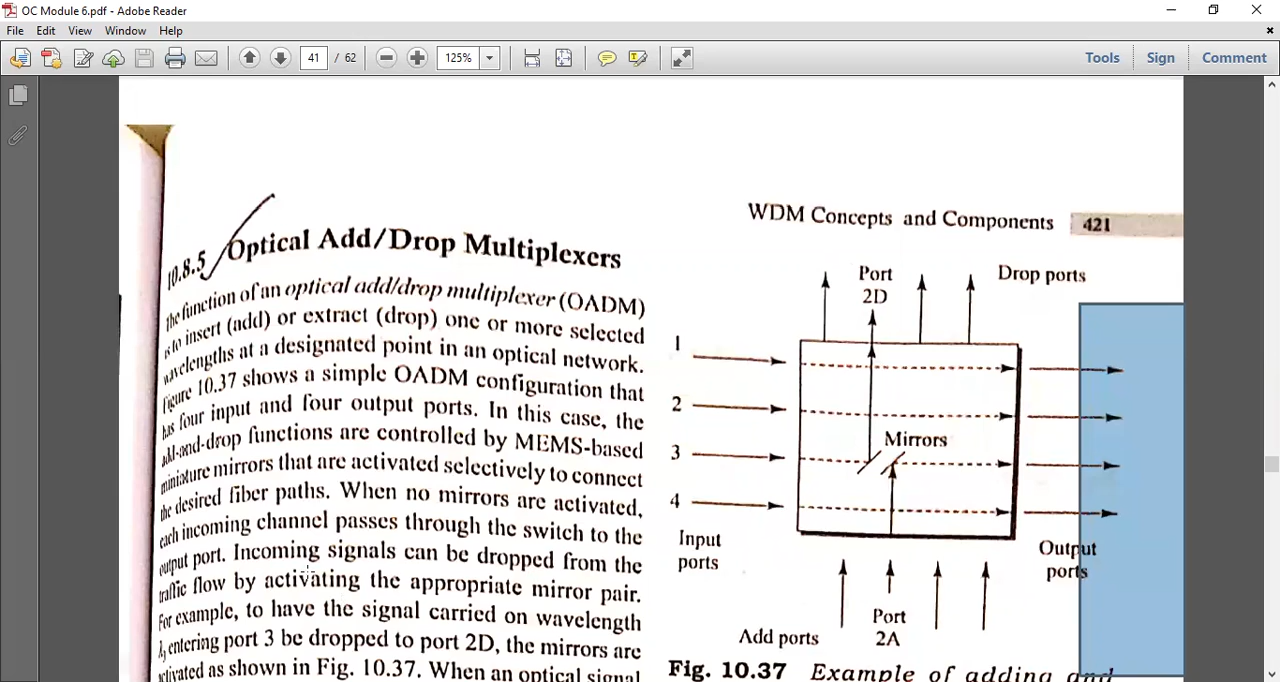 OC Module 6.pdf - Adobe Reader
File Edit View Window Help
41 / 62 125% Tools Sign Comment
WDM Concepts and Components 421
10.8.5 Optical Add/Drop Multiplexers
The function of an optical add/drop multiplexer (OADM)
is to insert (add) or extract (drop) one or more selected
wavelengths at a designated point in an optical network.
Figure 10.37 shows a simple OADM configuration that
has four input and four output ports. In this case, the
add-and-drop functions are controlled by MEMS-based
miniature mirrors that are activated selectively to connect
the desired fiber paths. When no mirrors are activated,
each incoming channel passes through the switch to the
output port. Incoming signals can be dropped from the
traffic flow by activating the appropriate mirror pair.
For example, to have the signal carried on wavelength
entering port 3 be dropped to port 2D, the mirrors are
activated as shown in Fig. 10.37. When an optical signal
Port
2D
Drop ports
1
2
Mirrors
3
4
Input
ports
Output
ports
Add ports
Port
2A
Fig. 10.37 Example of adding and